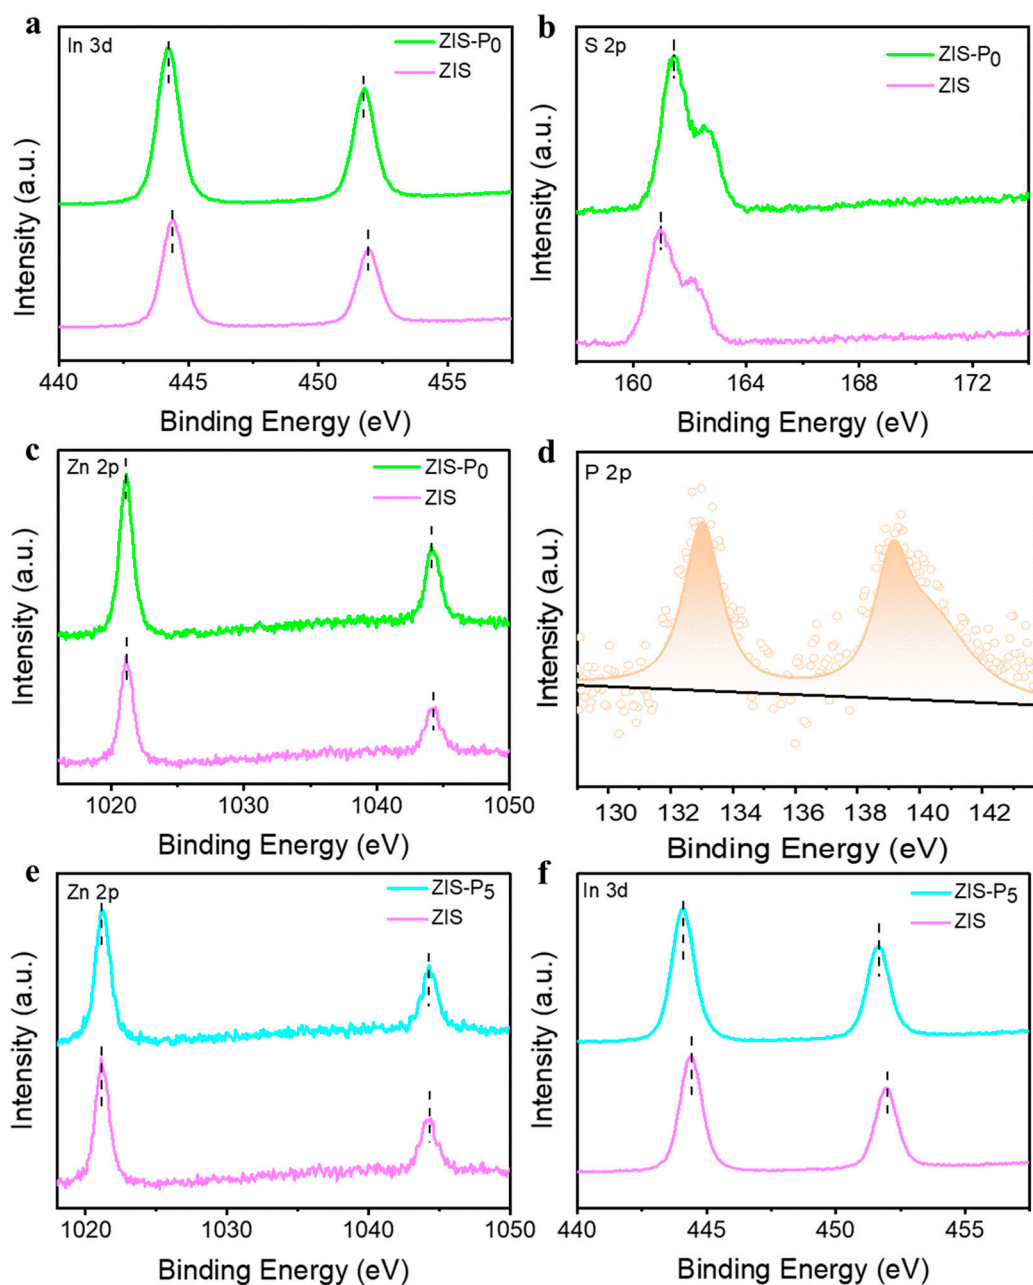 a
In 3d
ZIS-P0
ZIS
Intensity (a.u.)
440 445 450 455
Binding Energy (eV)
b
S 2p
ZIS-P0
ZIS
Intensity (a.u.)
160 164 168 172
Binding Energy (eV)
c
Zn 2p
ZIS-P0
ZIS
Intensity (a.u.)
1020 1030 1040 1050
Binding Energy (eV)
d
P 2p
Intensity (a.u.)
130 132 134 136 138 140 142
Binding Energy (eV)
e
Zn 2p
ZIS-P5
ZIS
Intensity (a.u.)
1020 1030 1040 1050
Binding Energy (eV)
f
In 3d
ZIS-P5
ZIS
Intensity (a.u.)
440 445 450 455
Binding Energy (eV)